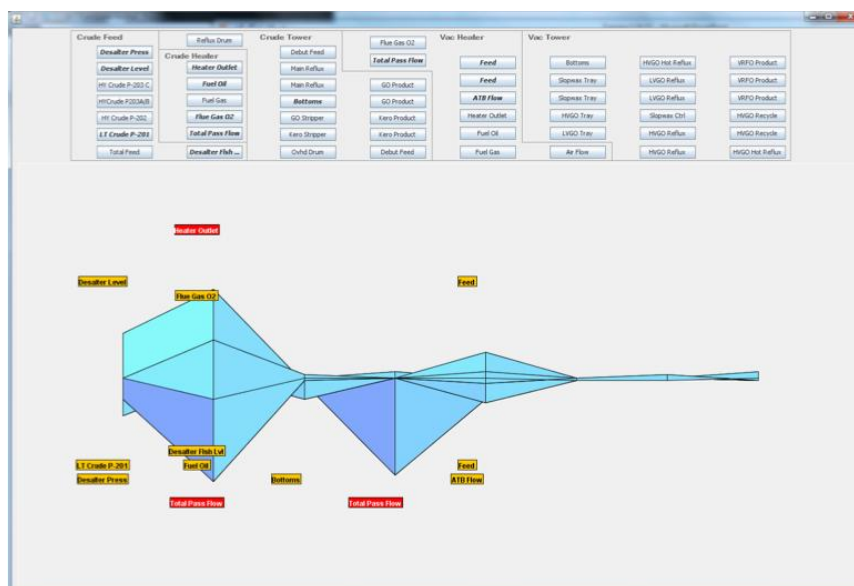 Crude Feed
Desalter Press
Desalter Level
HY Crude P-203 C
HYCrude P203A/B
HY Crude P-202
LT Crude P-201
Total Feed
Reflux Drum
Crude Heater
Heater Outlet
Fuel Oil
Fuel Gas
Flue Gas O2
Total Pass Flow
Desalter Flsh ...
Crude Tower
Debut Feed
Main Reflux
Main Reflux
Bottoms
GO Stripper
Kero Stripper
Ovhd Drum
Flue Gas O2
Total Pass Flow
GO Product
GO Product
Kero Product
Kero Product
Debut Feed
Vac Heater
Feed
Feed
ATB Flow
Heater Outlet
Fuel Oil
Fuel Gas
Vac Tower
Bottoms
Slopwax Tray
Slopwax Tray
HVGO Tray
LVGO Tray
Air Flow
HVGO Hot Reflux
LVGO Reflux
LVGO Reflux
Slopwax Ctrl
HVGO Reflux
HVGO Reflux
VRFO Product
VRFO Product
VRFO Product
HVGO Recycle
HVGO Recycle
HVGO Hot Reflux
Heater Outlet
Desalter Level
Feed
Flue Gas O2
Desalter Flsh Lvl
LT Crude P-201
Fuel Oil
Feed
Desalter Press
Bottoms
ATB Flow
Total Pass Flow
Total Pass Flow